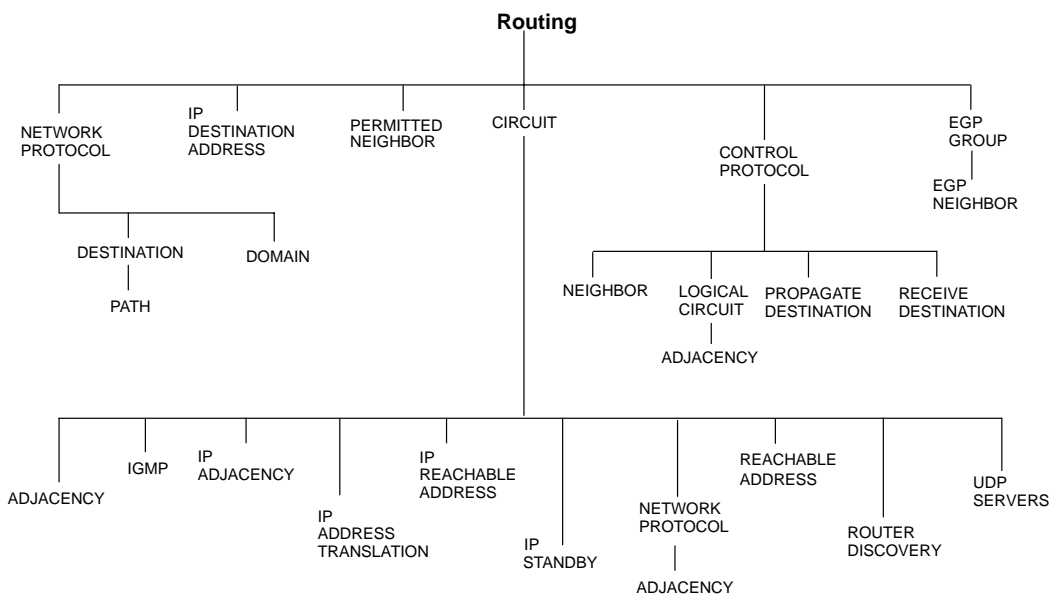 Routing
NETWORK
PROTOCOL
IP
DESTINATION
ADDRESS
PERMITTED
NEIGHBOR
CIRCUIT
CONTROL
PROTOCOL
EGP
GROUP
EGP
NEIGHBOR
DESTINATION
DOMAIN
PATH
NEIGHBOR
LOGICAL
CIRCUIT
PROPAGATE
DESTINATION
RECEIVE
DESTINATION
ADJACENCY
ADJACENCY
IGMP
IP
ADJACENCY
IP
ADDRESS
TRANSLATION
IP
REACHABLE
ADDRESS
IP
STANDBY
NETWORK
PROTOCOL
ADJACENCY
REACHABLE
ADDRESS
ROUTER
DISCOVERY
UDP
SERVERS